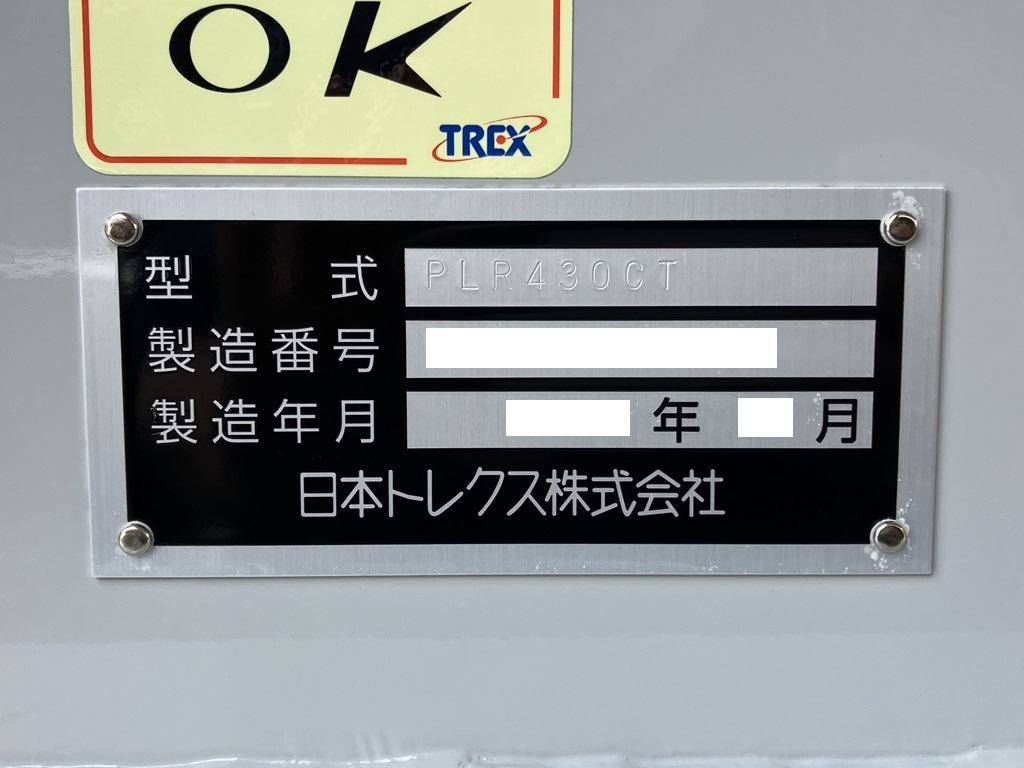 OK
TREX
型式 PLR430CT
製造番号
製造年月 年 月
日本トレクス株式会社